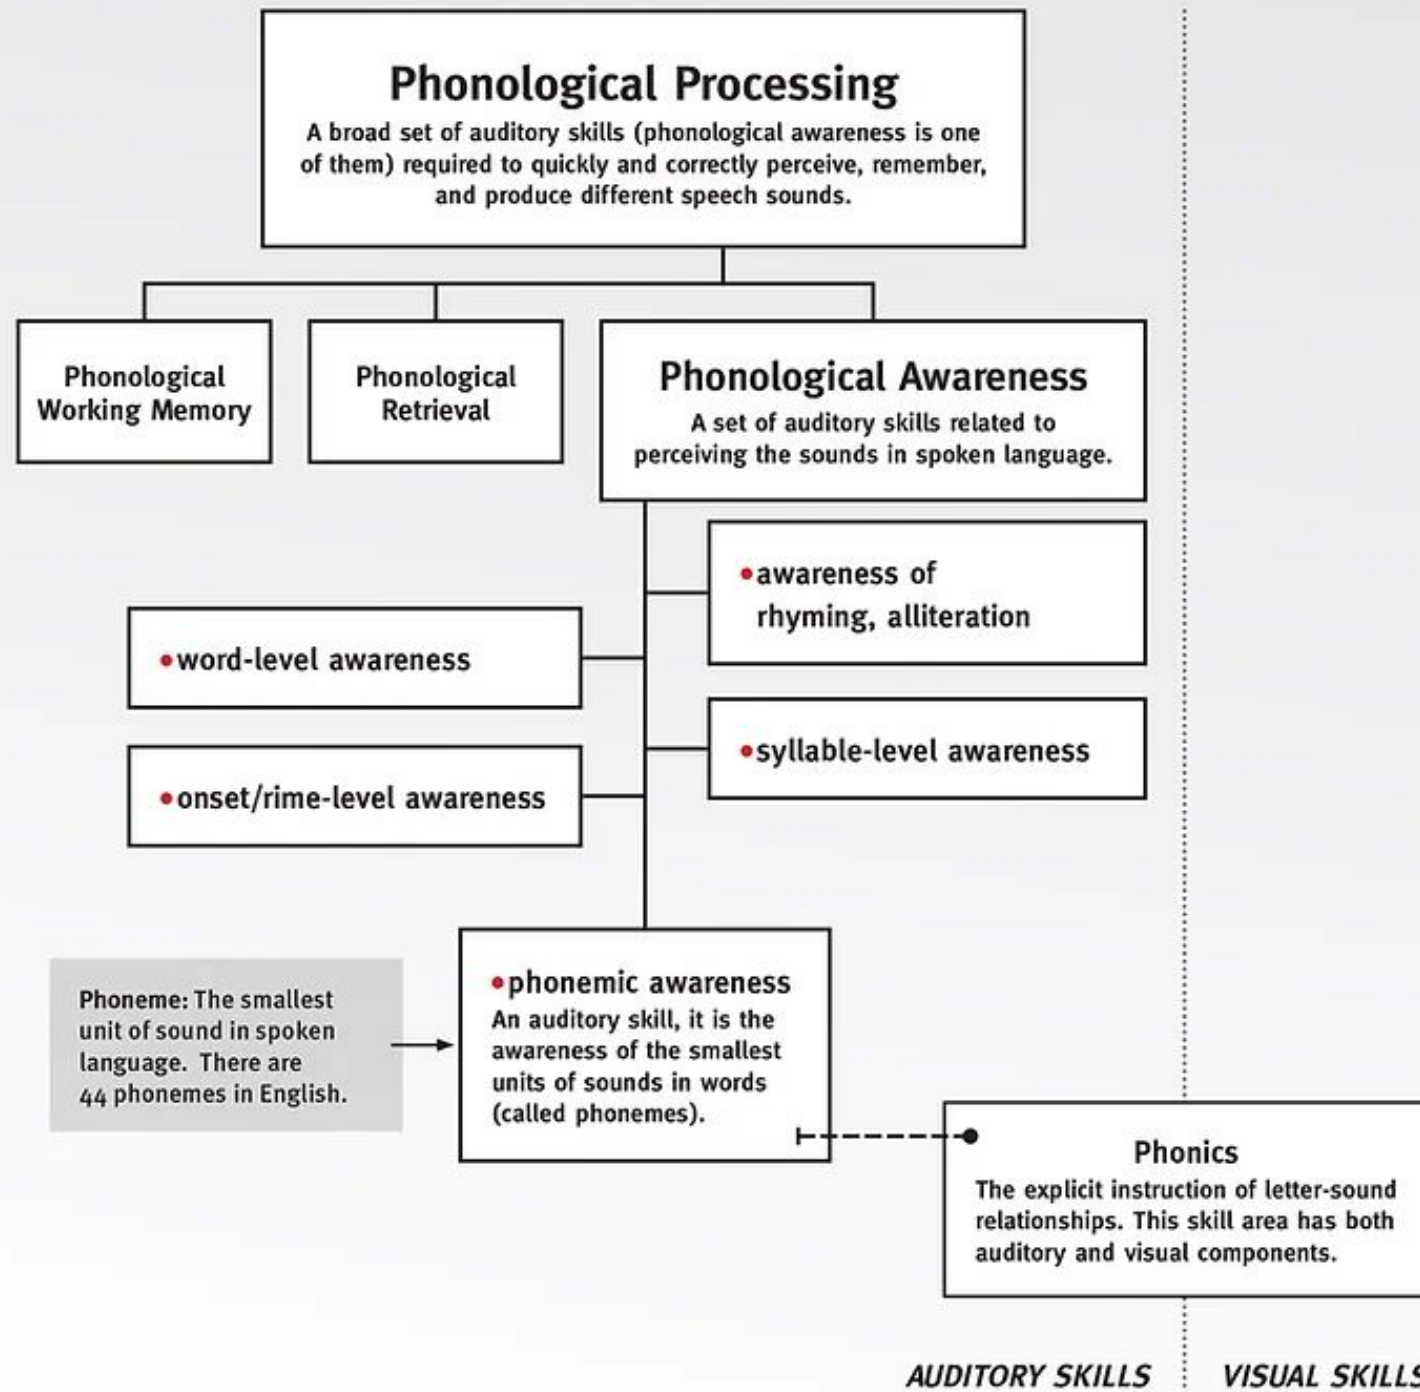 Phonological Processing
A broad set of auditory skills (phonological awareness is one
of them) required to quickly and correctly perceive, remember,
and produce different speech sounds.
Phonological
Working Memory
Phonological
Retrieval
Phonological Awareness
A set of auditory skills related to
perceiving the sounds in spoken language.
•awareness of
rhyming, alliteration
•word-level awareness
•syllable-level awareness
•onset/rime-level awareness
Phoneme: The smallest
unit of sound in spoken
language. There are
44 phonemes in English.
•phonemic awareness
An auditory skill, it is the
awareness of the smallest
units of sounds in words
(called phonemes).
Phonics
The explicit instruction of letter-sound
relationships. This skill area has both
auditory and visual components.
AUDITORY SKILLS
VISUAL SKILLS